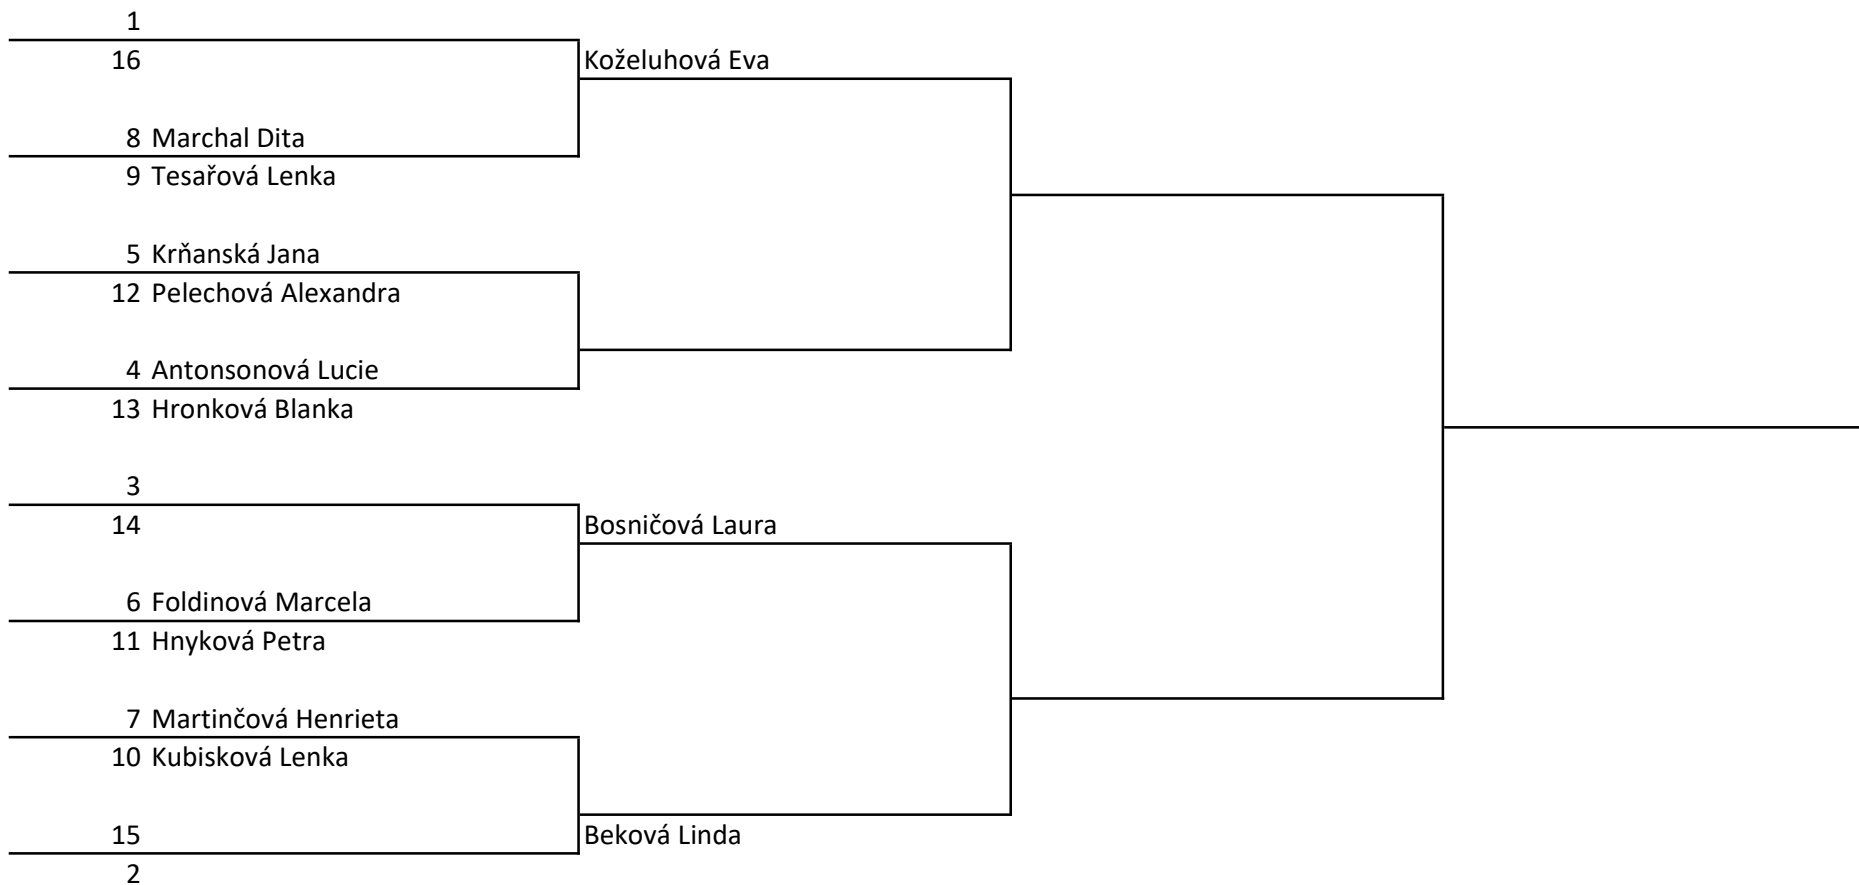 1
16
Koželuhová Eva
8 Marchal Dita
9 Tesařová Lenka
5 Krňanská Jana
12 Pelechová Alexandra
4 Antonsonová Lucie
13 Hronková Blanka
3
14
Bosničová Laura
6 Foldinová Marcela
11 Hnyková Petra
7 Martinčová Henrieta
10 Kubisková Lenka
15
Beková Linda
2